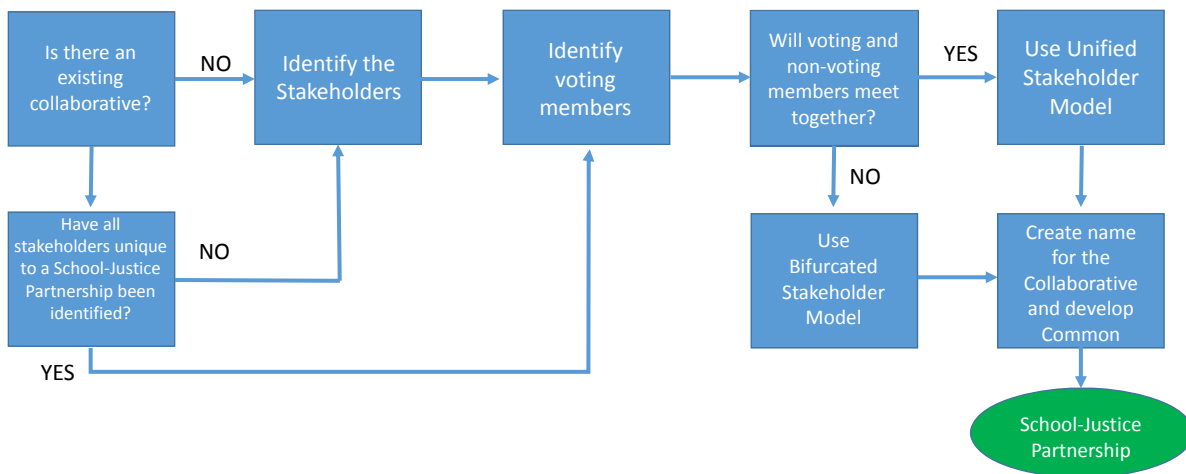 Is there an
existing
collaborative?
NO
Identify the
Stakeholders
Identify
voting
members
Will voting and
non-voting
members meet
together?
YES
Use Unified
Stakeholder
Model
NO
Have all
stakeholders unique
to a School-Justice
Partnership been
identified?
NO
YES
Use
Bifurcated
Stakeholder
Model
Create name
for the
Collaborative
and develop
Common
School-Justice
Partnership